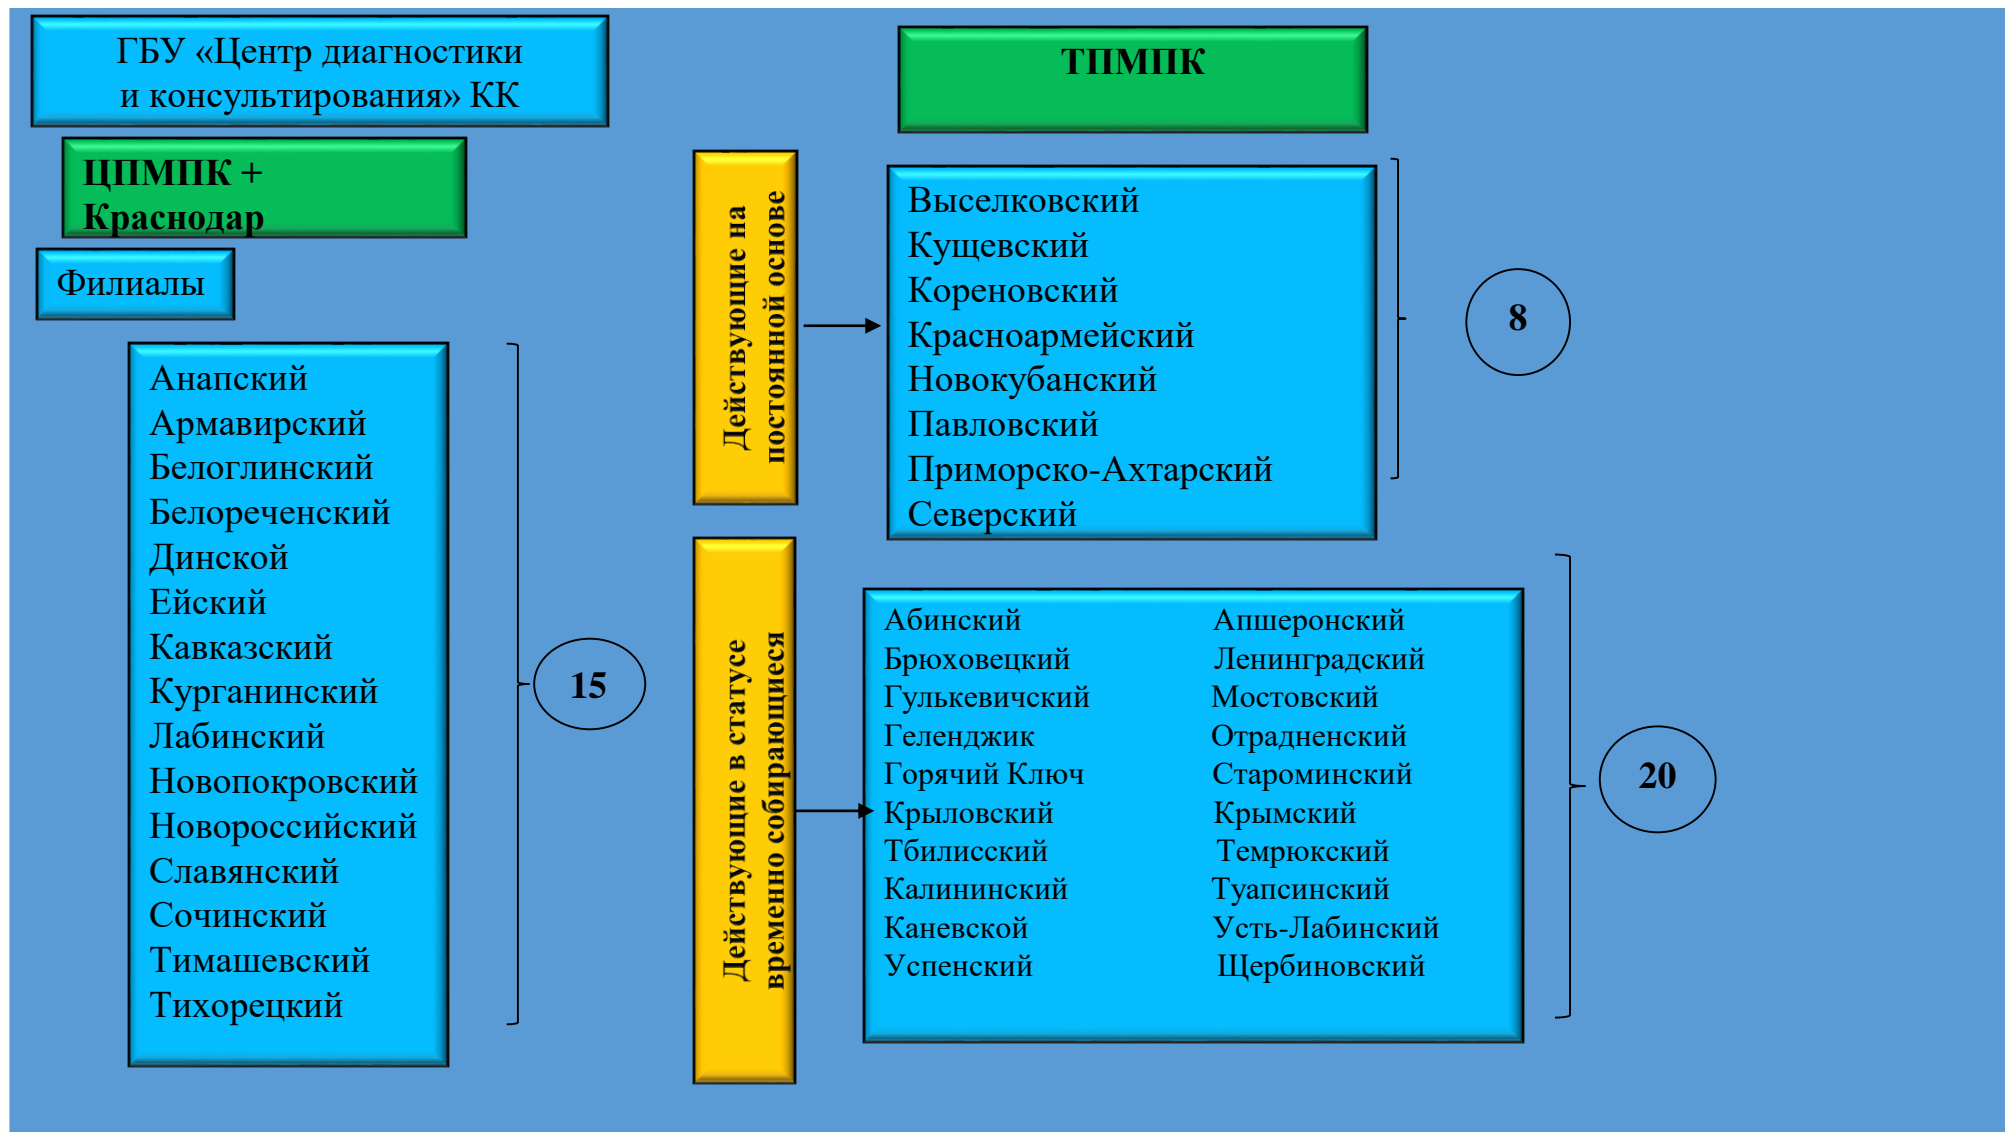 ГБУ «Центр диагностики
и консультирования» КК
ЦПМПК +
Краснодар
Филиалы
Анапский
Армавирский
Белоглинский
Белореченский
Динской
Ейский
Кавказский
Курганинский
Лабинский
Новопокровский
Новороссийский
Славянский
Сочинский
Тимашевский
Тихорецкий
15
ТПМПК
Действующие на
постоянной основе
Выселковский
Кущевский
Кореновский
Красноармейский
Новокубанский
Павловский
Приморско-Ахтарский
Северский
8
Действующие в статусе
временно собирающиеся
Абинский Апшеронский
Брюховецкий Ленинградский
Гулькевичский Мостовский
Геленджик Отрадненский
Горячий Ключ Староминский
Крыловский Крымский
Тбилисский Темрюкский
Калининский Туапсинский
Каневской Усть-Лабинский
Успенский Щербиновский
20